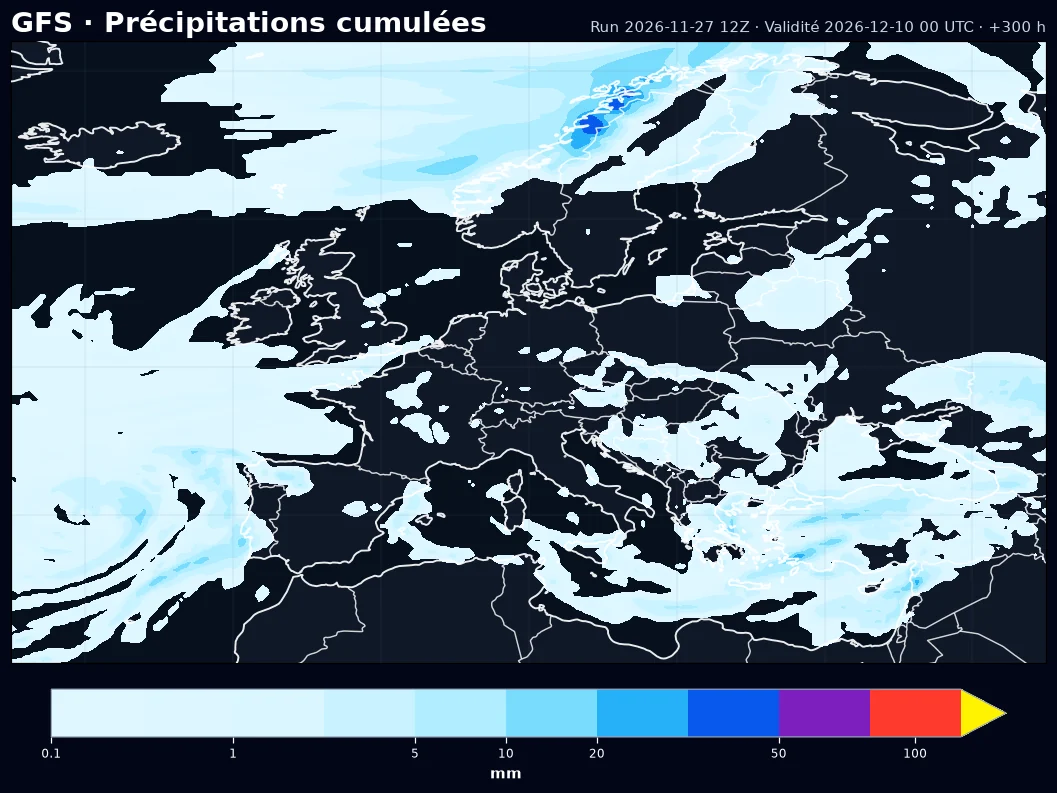 GFS · Précipitations cumulées
Run 2026-11-27 12Z · Validité 2026-12-10 00 UTC · +300 h
0.1 1 5 10 20 50 100
mm